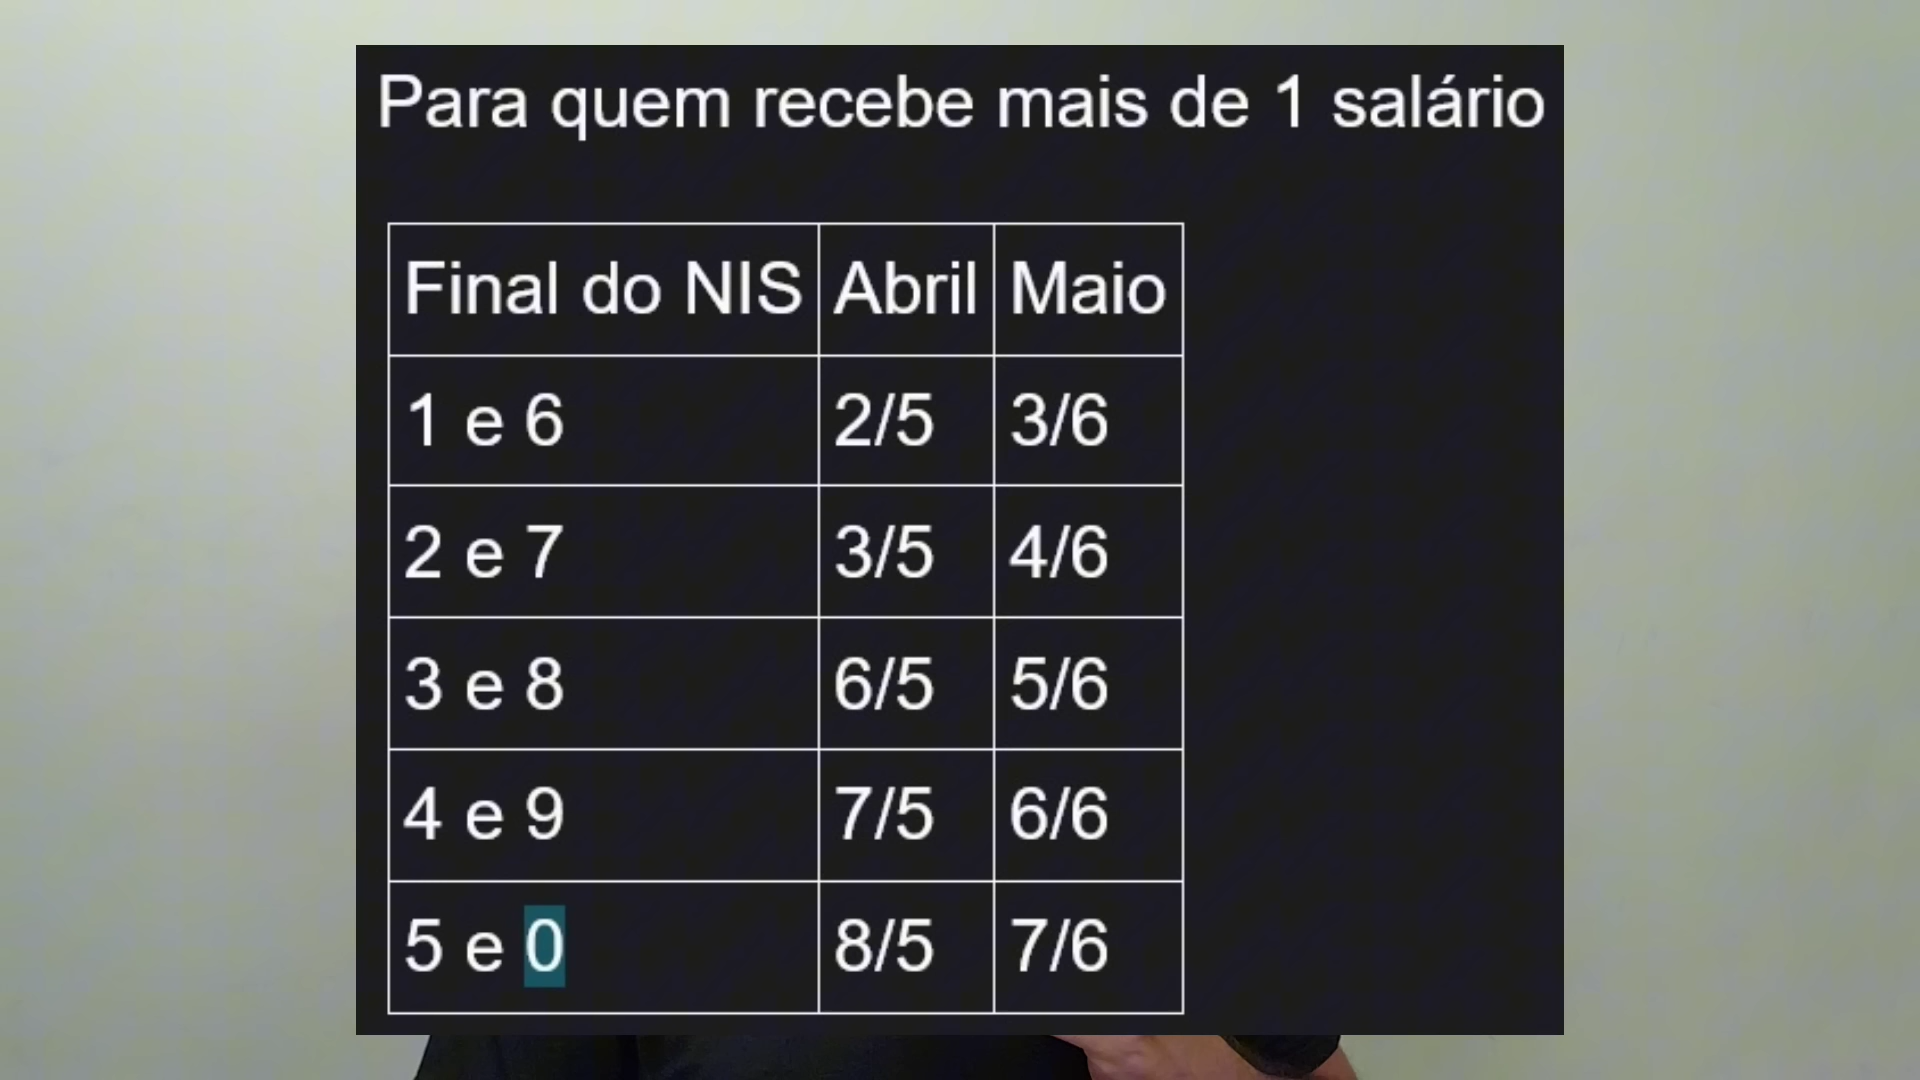 Para quem recebe mais de 1 salário
Final do NIS Abril Maio
1 e 6 2/5 3/6
2 e 7 3/5 4/6
3 e 8 6/5 5/6
4 e 9 7/5 6/6
5 e 0 8/5 7/6